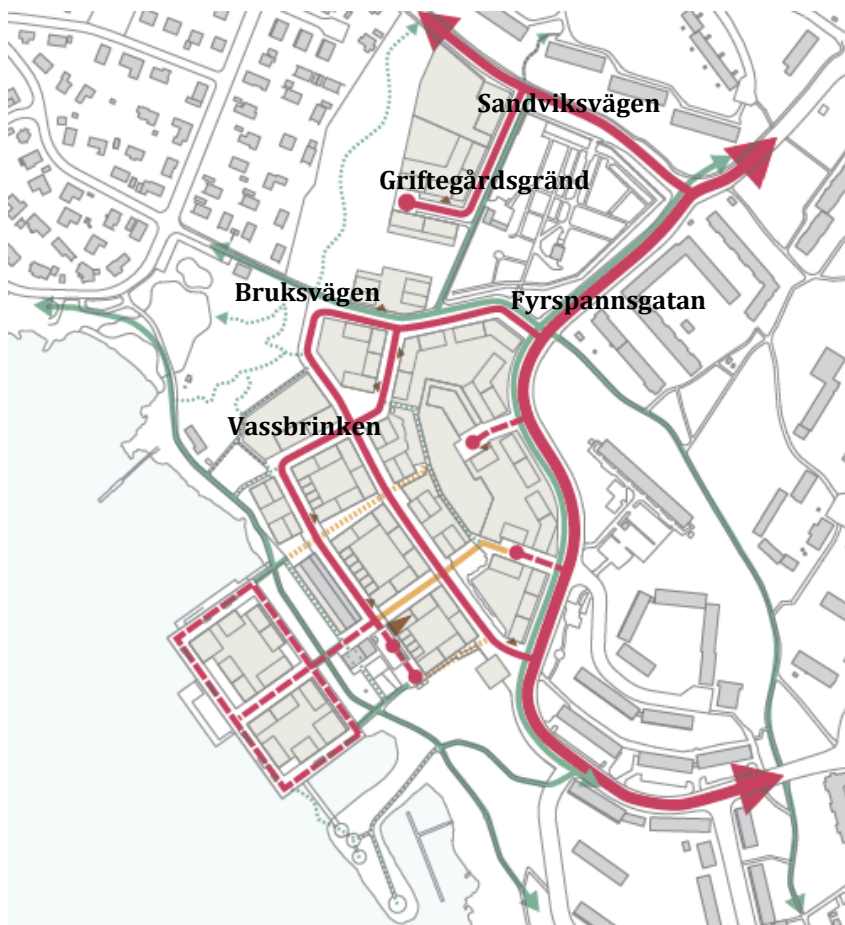 Sandviksvägen
Griftegårdsgränd
Bruksvägen
Fyrspannsgatan
Vassbrinken